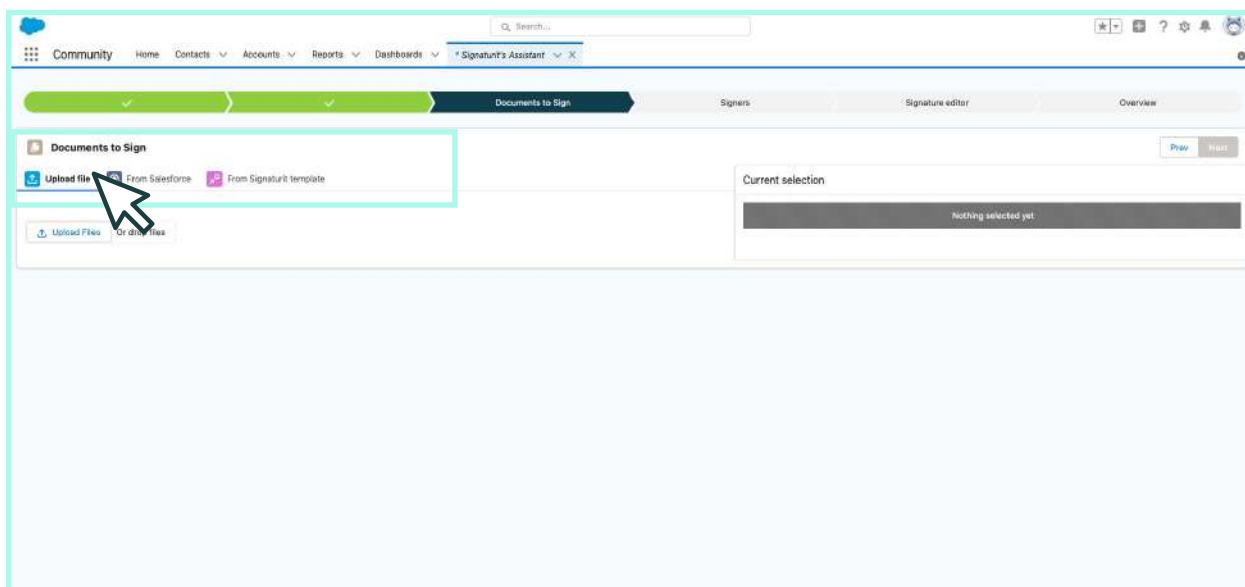 Search...
Community Home Contacts Accounts Reports Dashboards * Signaturit's Assistant
Documents to Sign Signers Signature editor Overview
Documents to Sign
Prev Next
Upload file From Salesforce From Signaturit template
Current selection
Nothing selected yet
Upload Files Or drop files